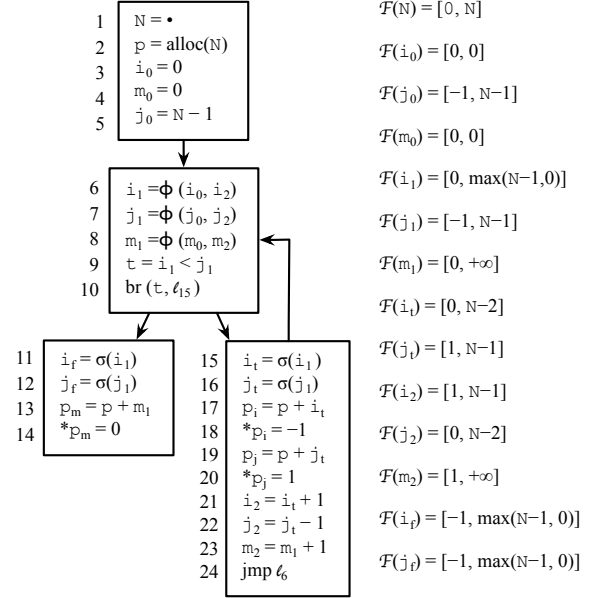 1 N = •
2 p = alloc(N)
3 i₀ = 0
4 m₀ = 0
5 j₀ = N − 1
6 i₁ =ϕ (i₀, i₂)
7 j₁ =ϕ (j₀, j₂)
8 m₁ =ϕ (m₀, m₂)
9 t = i₁ < j₁
10 br (t, ℓ₁₅)
11 i_f = σ(i₁)
12 j_f = σ(j₁)
13 p_m = p + m₁
14 *p_m = 0
15 i_t = σ(i₁)
16 j_t = σ(j₁)
17 p_i = p + i_t
18 *p_i = −1
19 p_j = p + j_t
20 *p_j = 1
21 i₂ = i_t + 1
22 j₂ = j_t − 1
23 m₂ = m₁ + 1
24 jmp ℓ₆
ℱ(N) = [0, N]
ℱ(i₀) = [0, 0]
ℱ(j₀) = [−1, N−1]
ℱ(m₀) = [0, 0]
ℱ(i₁) = [0, max(N−1,0)]
ℱ(j₁) = [−1, N−1]
ℱ(m₁) = [0, +∞]
ℱ(i_t) = [0, N−2]
ℱ(j_t) = [1, N−1]
ℱ(i₂) = [1, N−1]
ℱ(j₂) = [0, N−2]
ℱ(m₂) = [1, +∞]
ℱ(i_f) = [−1, max(N−1, 0)]
ℱ(j_f) = [−1, max(N−1, 0)]